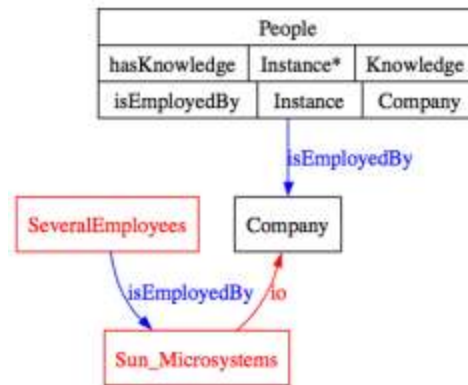 People
hasKnowledge Instance* Knowledge
isEmployedBy Instance Company
isEmployedBy
SeveralEmployees Company
isEmployedBy io
Sun_Microsystems